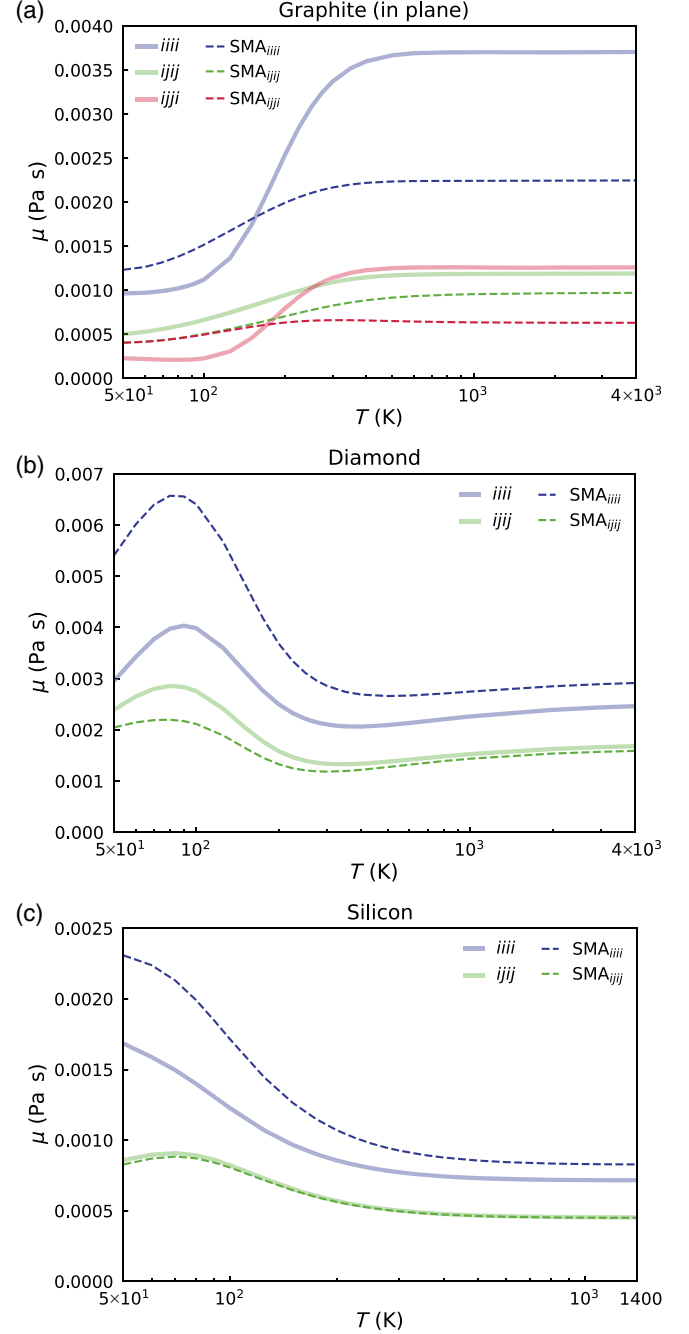 (a) Graphite (in plane)
0.0040
0.0035
0.0030
0.0025
0.0020
0.0015
0.0010
0.0005
0.0000
μ (Pa s)
iiii SMAiiii
ijij SMAijij
ijji SMAijji
5×10¹ 10² 10³ 4×10³
T (K)
(b) Diamond
0.007
0.006
0.005
0.004
0.003
0.002
0.001
0.000
μ (Pa s)
iiii SMAiiii
ijij SMAijij
5×10¹ 10² 10³ 4×10³
T (K)
(c) Silicon
0.0025
0.0020
0.0015
0.0010
0.0005
0.0000
μ (Pa s)
iiii SMAiiii
ijij SMAijij
5×10¹ 10² 10³ 1400
T (K)